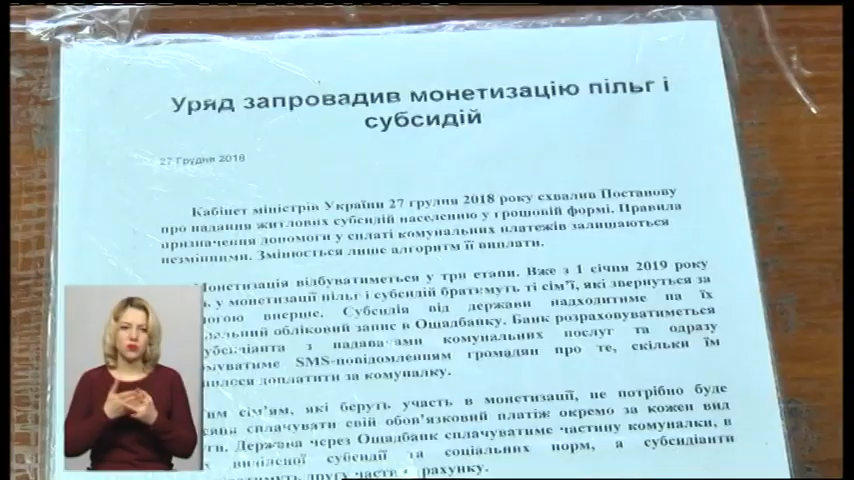 Уряд запровадив монетизацію пільг і
субсидій
27 Грудня 2018
Кабінет міністрів України 27 грудня 2018 року схвалив Постанову
про надання житлових субсидій населенню у грошовій формі. Правила
призначення допомоги у сплаті комунальних платежів залишаються
незмінними. Змінюється лише алгоритм її виплати.
Монетизація відбуватиметься у три етапи. Вже з 1 січня 2019 року
у монетизації пільг і субсидій братимуть ті сім'ї, які звернуться за
вперше. Субсидія від держави надходитиме на їх
обліковий запис в Ощадбанку. Банк розраховуватиметься
з надавачами комунальних послуг та одразу
SMS-повідомленням громадян про те, скільки їм
доплатити за комуналку.
сім'ям, які беруть участь в монетизації, не потрібно буде
сплачувати свій обов'язковий платіж окремо за кожен вид
Держава через Ощадбанк сплачуватиме частину комуналки, в
виділеної субсидії та соціальних норм, а субсидіанти
другу части рахунку.